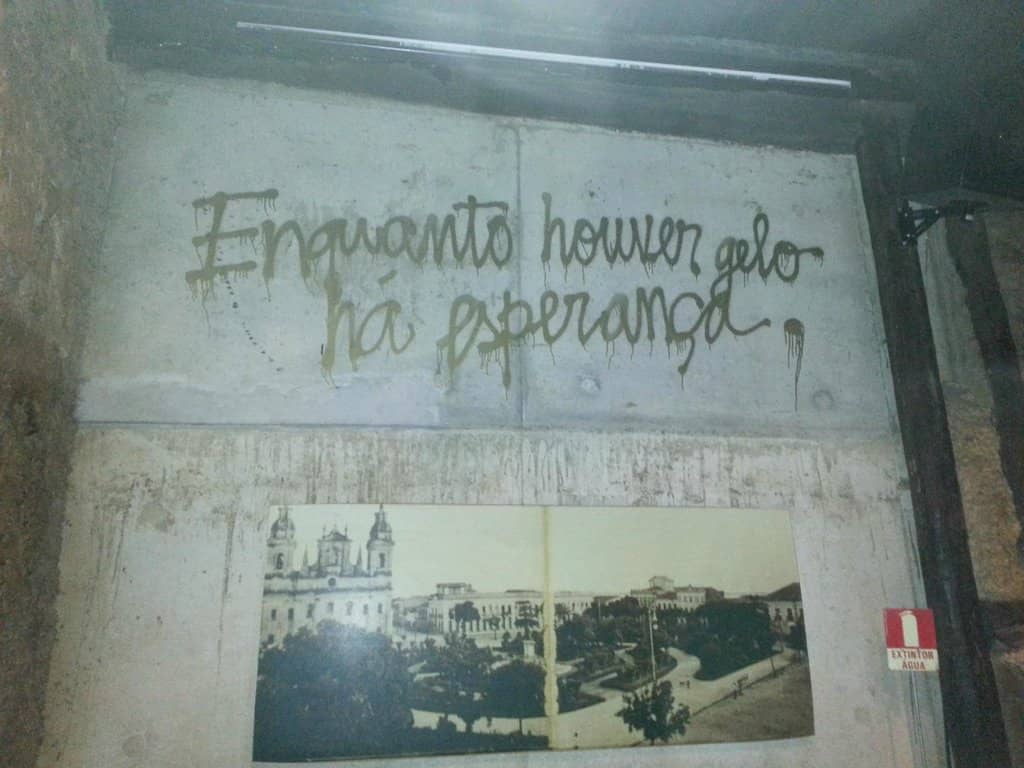 Enquanto houver gelo
há esperança.
EXTINTOR
ÁGUA